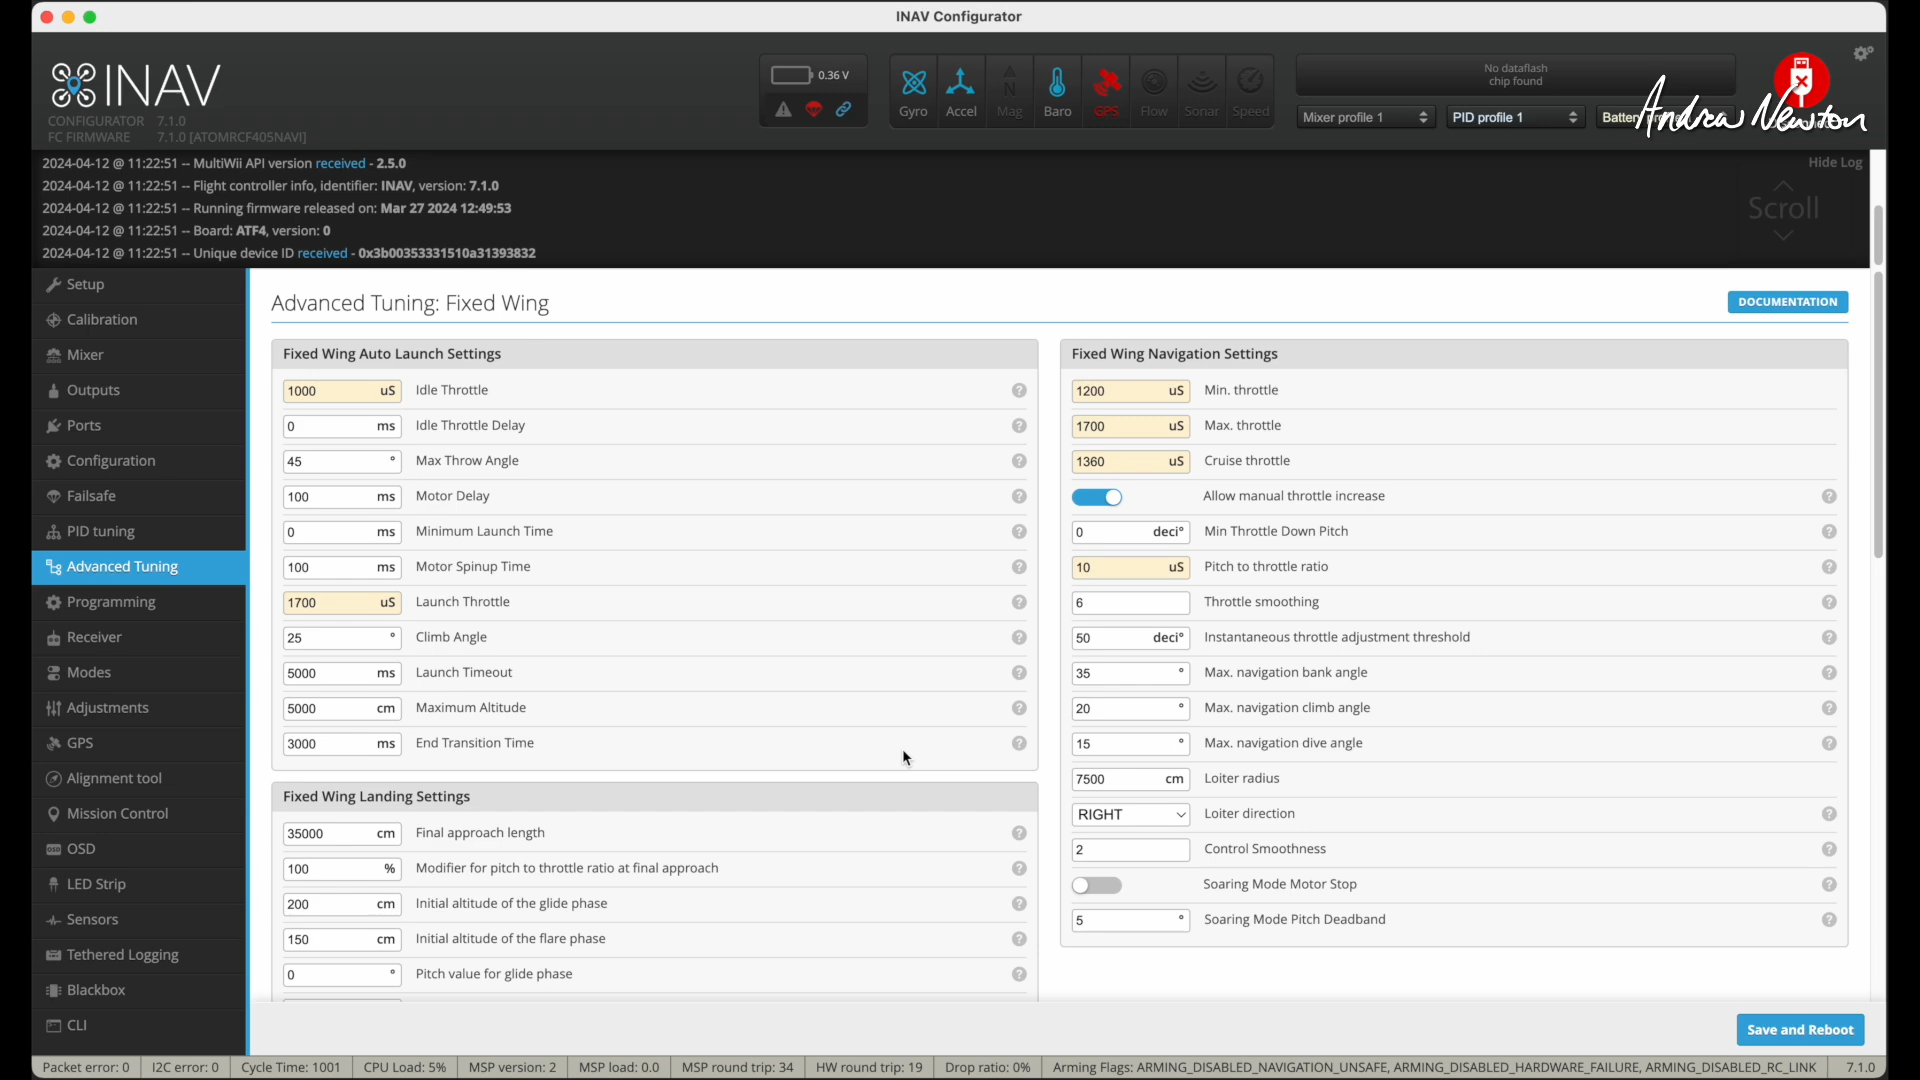 INAV Configurator
INAV
CONFIGURATOR 7.1.0
FC FIRMWARE 7.1.0 [ATOMRCF405NAVI]
0.36 V
Gyro
Accel
Mag
Baro
GPS
Flow
Sonar
Speed
No dataflash
chip found
Mixer profile 1
PID profile 1
Andrew Newton
Hide Log
Scroll
2024-04-12 @ 11:22:51 -- MultiWii API version received - 2.5.0
2024-04-12 @ 11:22:51 -- Flight controller info, identifier: INAV, version: 7.1.0
2024-04-12 @ 11:22:51 -- Running firmware released on: Mar 27 2024 12:49:53
2024-04-12 @ 11:22:51 -- Board: ATF4, version: 0
2024-04-12 @ 11:22:51 -- Unique device ID received - 0x3b00353331510a31393832
Setup
Calibration
Mixer
Outputs
Ports
Configuration
Failsafe
PID tuning
Advanced Tuning
Programming
Receiver
Modes
Adjustments
GPS
Alignment tool
Mission Control
OSD
LED Strip
Sensors
Tethered Logging
Blackbox
CLI
Advanced Tuning: Fixed Wing
DOCUMENTATION
Fixed Wing Auto Launch Settings
1000 uS Idle Throttle ?
0 ms Idle Throttle Delay ?
45 ° Max Throw Angle ?
100 ms Motor Delay ?
0 ms Minimum Launch Time ?
100 ms Motor Spinup Time ?
1700 uS Launch Throttle ?
25 ° Climb Angle ?
5000 ms Launch Timeout ?
5000 cm Maximum Altitude ?
3000 ms End Transition Time ?
Fixed Wing Landing Settings
35000 cm Final approach length ?
100 % Modifier for pitch to throttle ratio at final approach ?
200 cm Initial altitude of the glide phase ?
150 cm Initial altitude of the flare phase ?
0 ° Pitch value for glide phase ?
Fixed Wing Navigation Settings
1200 uS Min. throttle
1700 uS Max. throttle
1360 uS Cruise throttle
Allow manual throttle increase ?
0 deci° Min Throttle Down Pitch ?
10 uS Pitch to throttle ratio ?
6 Throttle smoothing ?
50 deci° Instantaneous throttle adjustment threshold ?
35 ° Max. navigation bank angle ?
20 ° Max. navigation climb angle ?
15 ° Max. navigation dive angle ?
7500 cm Loiter radius
RIGHT Loiter direction ?
2 Control Smoothness ?
Soaring Mode Motor Stop ?
5 ° Soaring Mode Pitch Deadband ?
Save and Reboot
Packet error: 0 I2C error: 0 Cycle Time: 1001 CPU Load: 5% MSP version: 2 MSP load: 0.0 MSP round trip: 34 HW round trip: 19 Drop ratio: 0% Arming Flags: ARMING_DISABLED_NAVIGATION_UNSAFE, ARMING_DISABLED_HARDWARE_FAILURE, ARMING_DISABLED_RC_LINK 7.1.0